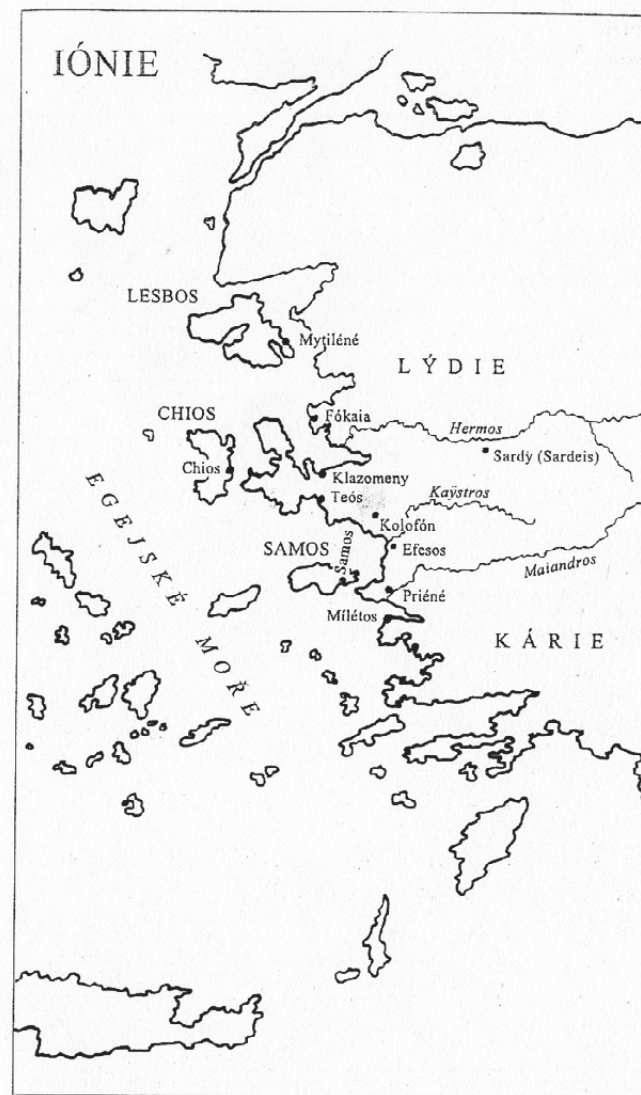 IÓNIE
LESBOS
Mytiléné
LÝDIE
CHIOS
Fókaia
Hermos
Chios
Sardy (Sardeis)
Klazomeny
Teós
Kaÿstros
Kolofón
EGEJSKÉ MOŘE
SAMOS
Samos
Efesos
Maiandros
Priéné
Mílétos
KÁRIE